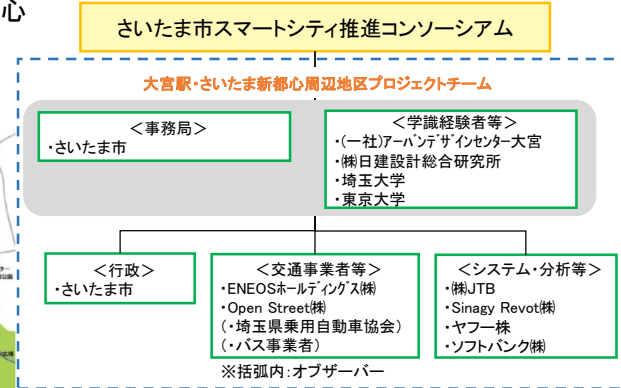 心
さいたま市スマートシティ推進コンソーシアム
大宮駅・さいたま新都心周辺地区プロジェクトチーム
＜事務局＞
・さいたま市
＜学識経験者等＞
・(一社)アーバンデザインセンター大宮
・㈱日建設計総合研究所
・埼玉大学
・東京大学
＜行政＞
・さいたま市
＜交通事業者等＞
・ENEOSホールディングス㈱
・Open Street㈱
(・埼玉県乗用自動車協会)
(・バス事業者)
＜システム・分析等＞
・㈱JTB
・Sinagy Revot㈱
・ヤフー株
・ソフトバンク㈱
※括弧内：オブザーバー